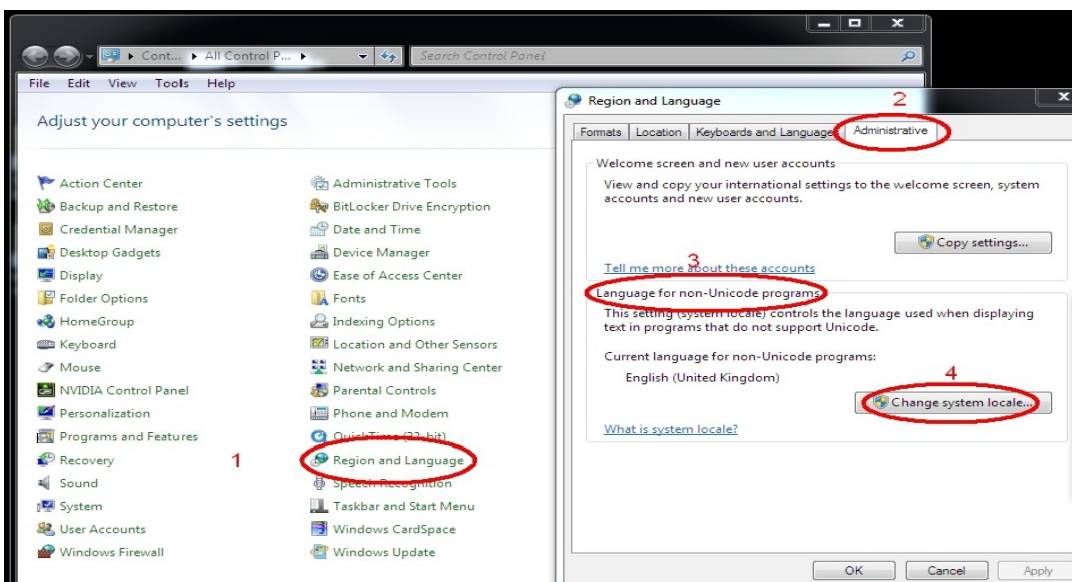 Cont... All Control P...
Search Control Panel
File Edit View Tools Help
Adjust your computer's settings
Action Center
Backup and Restore
Credential Manager
Desktop Gadgets
Display
Folder Options
HomeGroup
Keyboard
Mouse
NVIDIA Control Panel
Personalization
Programs and Features
Recovery
Sound
System
User Accounts
Windows Firewall
1
Administrative Tools
BitLocker Drive Encryption
Date and Time
Device Manager
Ease of Access Center
Fonts
Indexing Options
Location and Other Sensors
Network and Sharing Center
Parental Controls
Phone and Modem
QuickTime (32-bit)
Region and Language
Speech Recognition
Taskbar and Start Menu
Windows CardSpace
Windows Update
Region and Language
2
Formats Location Keyboards and Languages Administrative
Welcome screen and new user accounts
View and copy your international settings to the welcome screen, system
accounts and new user accounts.
Copy settings...
Tell me more about these accounts
3
Language for non-Unicode programs
This setting (system locale) controls the language used when displaying
text in programs that do not support Unicode.
Current language for non-Unicode programs:
English (United Kingdom)
4
Change system locale...
What is system locale?
OK Cancel Apply